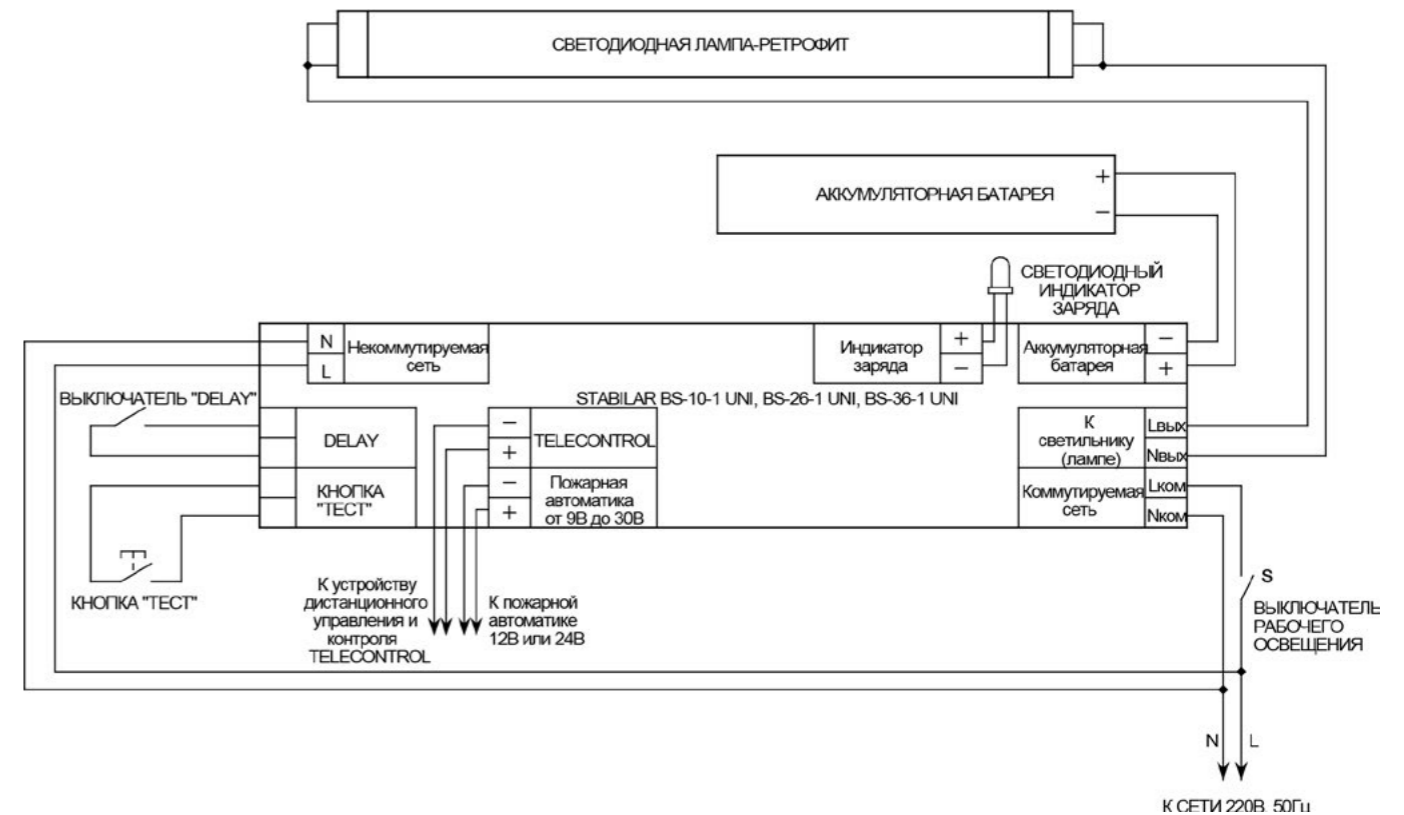 СВЕТОДИОДНАЯ ЛАМПА-РЕТРОФИТ
АККУМУЛЯТОРНАЯ БАТАРЕЯ
+
−
СВЕТОДИОДНЫЙ
ИНДИКАТОР
ЗАРЯДА
N
L
Некоммутируемая
сеть
Индикатор
заряда
+
−
Аккумуляторная
батарея
−
+
ВЫКЛЮЧАТЕЛЬ "DELAY"
STABILAR BS-10-1 UNI, BS-26-1 UNI, BS-36-1 UNI
DELAY
−
+
TELECONTROL
К
светильнику
(лампе)
Lвых
Nвых
КНОПКА
"ТЕСТ"
−
+
Пожарная
автоматика
от 9В до 30В
Коммутируемая
сеть
Lком
Nком
КНОПКА "ТЕСТ"
К устройству
дистанционного
управления и
контроля
TELECONTROL
К пожарной
автоматике
12В или 24В
S
ВЫКЛЮЧАТЕЛЬ
РАБОЧЕГО
ОСВЕЩЕНИЯ
N
L
К СЕТИ 220В, 50Гц